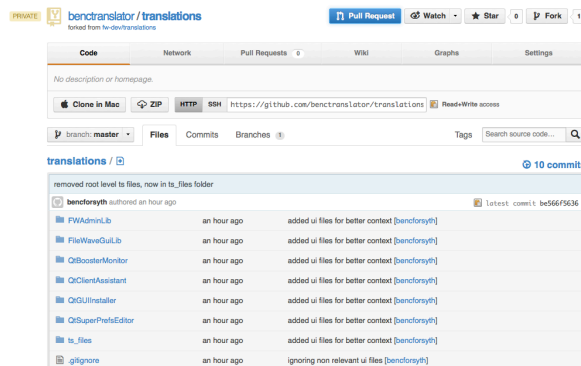 PRIVATE benctranslator / translations Pull Request Watch Star 0 Fork 1
forked from fw-dev/translations
Code Network Pull Requests 0 Wiki Graphs Settings
No description or homepage.
Clone in Mac ZIP HTTP SSH https://github.com/benctranslator/translations Read+Write access
branch: master Files Commits Branches 1 Tags Search source code...
translations / 10 commit
removed root level ts files, now in ts_files folder
bencforsyth authored an hour ago latest commit be566f5636
FWAdminLib an hour ago added ui files for better context [bencforsyth]
FileWaveGuiLib an hour ago added ui files for better context [bencforsyth]
QtBoosterMonitor an hour ago added ui files for better context [bencforsyth]
QtClientAssistant an hour ago added ui files for better context [bencforsyth]
QtGUIInstaller an hour ago added ui files for better context [bencforsyth]
QtSuperPrefsEditor an hour ago added ui files for better context [bencforsyth]
ts_files an hour ago added ui files for better context [bencforsyth]
.gitignore an hour ago ignoring non relevant ui files [bencforsyth]